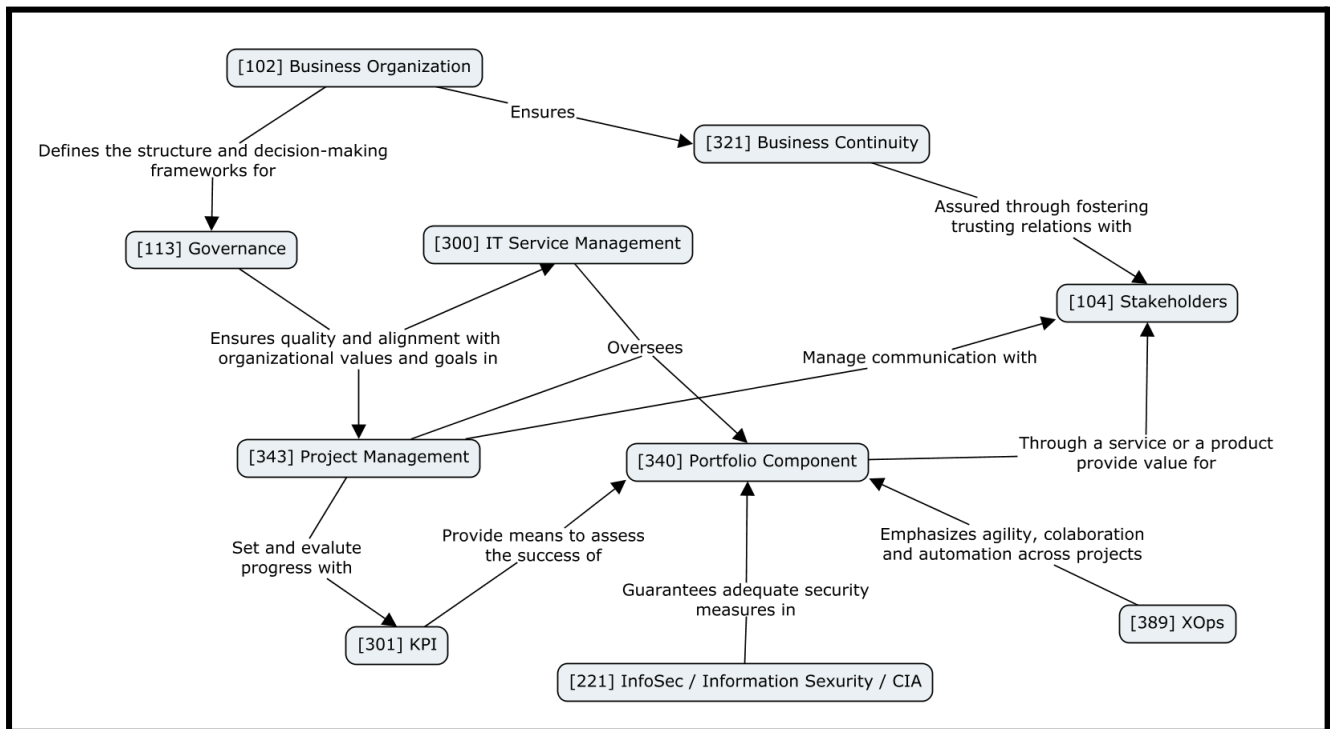 [102] Business Organization
Ensures
[321] Business Continuity
Defines the structure and decision-making
frameworks for
Assured through fostering
trusting relations with
[113] Governance
[300] IT Service Management
[104] Stakeholders
Ensures quality and alignment with
organizational values and goals in
Oversees
Manage communication with
[343] Project Management
[340] Portfolio Component
Through a service or a product
provide value for
Set and evalute
progress with
Provide means to assess
the success of
Emphasizes agility, colaboration
and automation across projects
Guarantees adequate security
measures in
[389] XOps
[301] KPI
[221] InfoSec / Information Sexurity / CIA